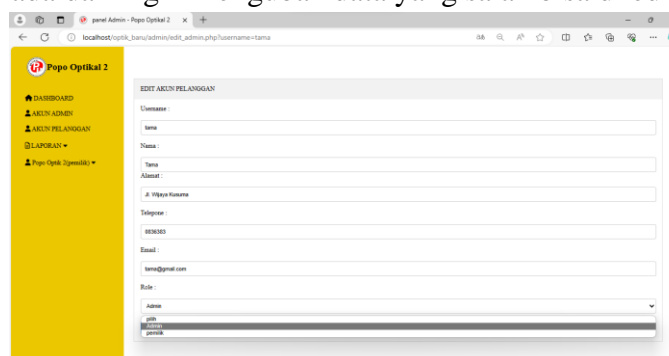 panel Admin - Popo Optikal 2
localhost/optik_baru/admin/edit_admin.php?username=tama
Popo Optikal 2
DASHBOARD
AKUN ADMIN
AKUN PELANGGAN
LAPORAN
Popo Optik 2(pemilik)
EDIT AKUN PELANGGAN
Username :
tama
Nama :
Tama
Alamat :
Jl. Wijaya Kusuma
Telepone :
0836383
Email :
tama@gmail.com
Role :
Admin
pilih
Admin
pemilik